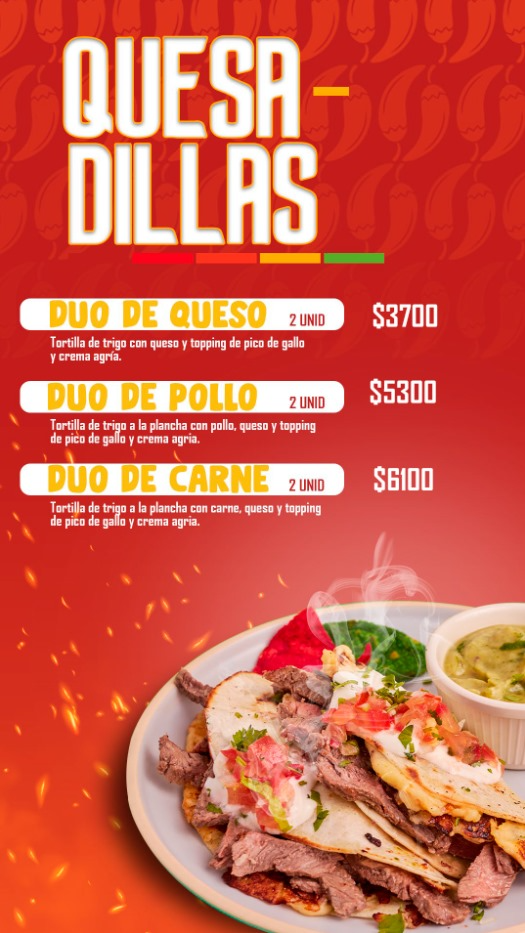 QUESA-
DILLAS
DUO DE QUESO 2 UNID $3700
Tortilla de trigo con queso y topping de pico de gallo
y crema agría.
DUO DE POLLO 2 UNID $5300
Tortilla de trigo a la plancha con pollo, queso y topping
de pico de gallo y crema agria.
DUO DE CARNE 2 UNID $6100
Tortilla de trigo a la plancha con carne, queso y topping
de pico de gallo y crema agria.